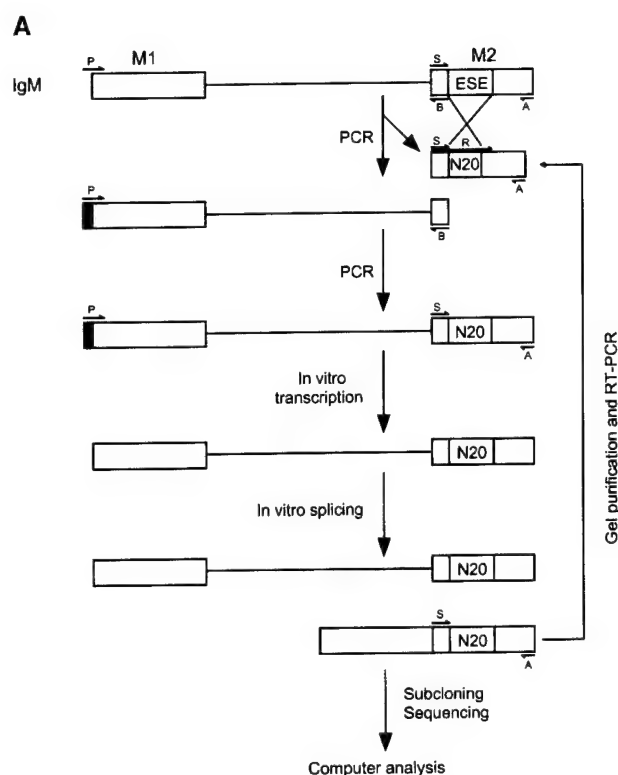 A
P
M1
S
M2
IgM
ESE
B
A
PCR
S
R
N20
A
P
B
PCR
P
S
N20
A
In vitro
transcription
N20
In vitro splicing
N20
S
N20
A
Gel purification and RT-PCR
Subcloning
Sequencing
Computer analysis